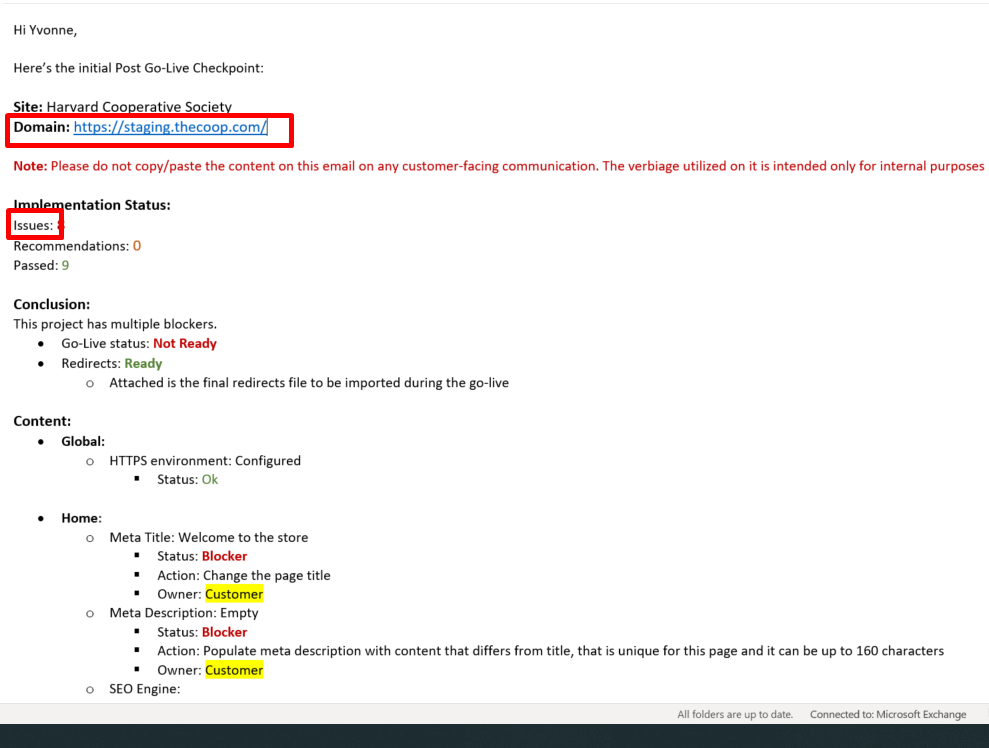 Hi Yvonne,
Here's the initial Post Go-Live Checkpoint:
Site: Harvard Cooperative Society
Domain: https://staging.thecoop.com/
Note: Please do not copy/paste the content on this email on any customer-facing communication. The verbiage utilized on it is intended only for internal purposes
Implementation Status:
Issues:
Recommendations: 0
Passed: 9
Conclusion:
This project has multiple blockers.
• Go-Live status: Not Ready
• Redirects: Ready
o Attached is the final redirects file to be imported during the go-live
Content:
• Global:
o HTTPS environment: Configured
▪ Status: Ok
• Home:
o Meta Title: Welcome to the store
▪ Status: Blocker
▪ Action: Change the page title
▪ Owner: Customer
o Meta Description: Empty
▪ Status: Blocker
▪ Action: Populate meta description with content that differs from title, that is unique for this page and it can be up to 160 characters
▪ Owner: Customer
o SEO Engine:
All folders are up to date. Connected to: Microsoft Exchange